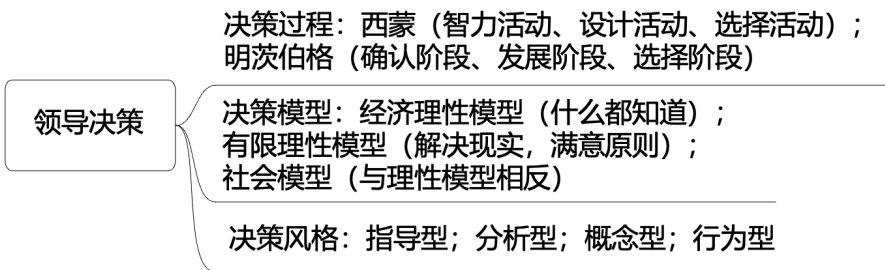 决策过程：西蒙（智力活动、设计活动、选择活动）；
明茨伯格（确认阶段、发展阶段、选择阶段）
领导决策
决策模型：经济理性模型（什么都知道）；
有限理性模型（解决现实，满意原则）；
社会模型（与理性模型相反）
决策风格：指导型；分析型；概念型；行为型